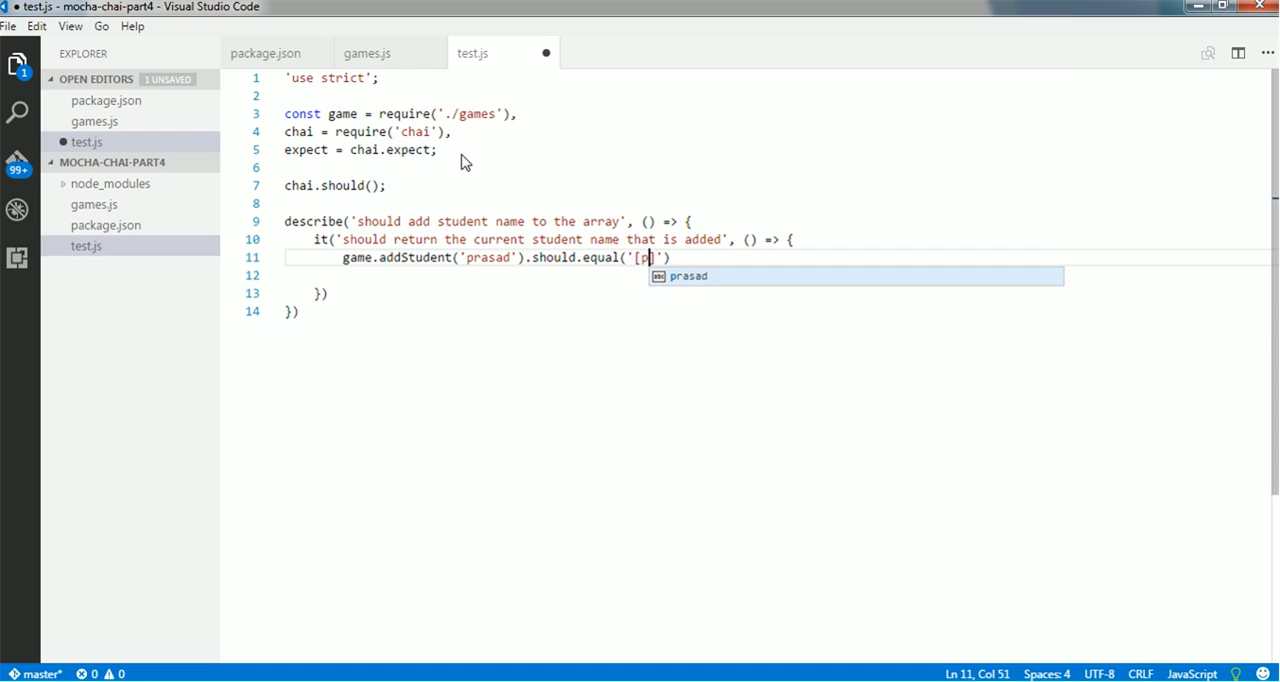 ● test.js - mocha-chai-part4 - Visual Studio Code
File Edit View Go Help
EXPLORER
OPEN EDITORS 1 UNSAVED
package.json
games.js
test.js
MOCHA-CHAI-PART4
node_modules
games.js
package.json
test.js
1
99+
package.json games.js test.js
1 'use strict';
2
3 const game = require('./games'),
4 chai = require('chai'),
5 expect = chai.expect;
6
7 chai.should();
8
9 describe('should add student name to the array', () => {
10 it('should return the current student name that is added', () => {
11 game.addStudent('prasad').should.equal('[p]')
abc prasad
12
13 })
14 })
master* 0 0 Ln 11, Col 51 Spaces: 4 UTF-8 CRLF JavaScript